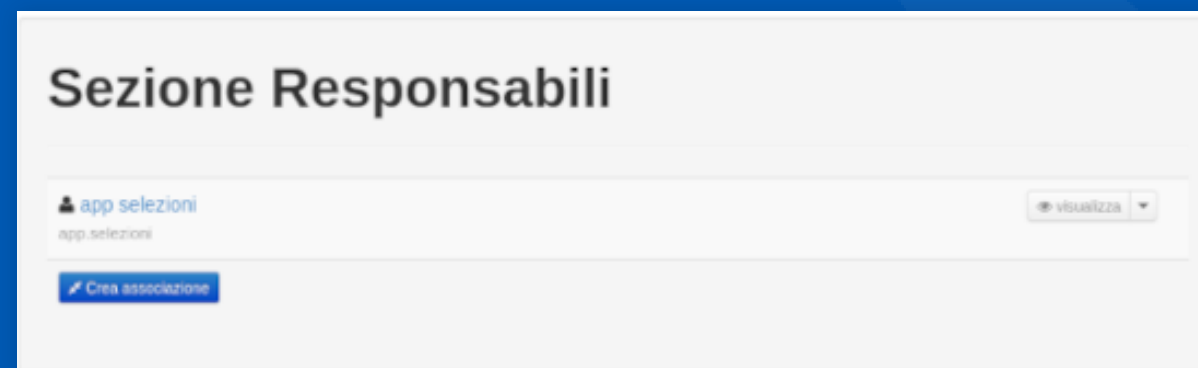 Sezione Responsabili
app selezioni
visualizza
app.selezioni
Crea associazione